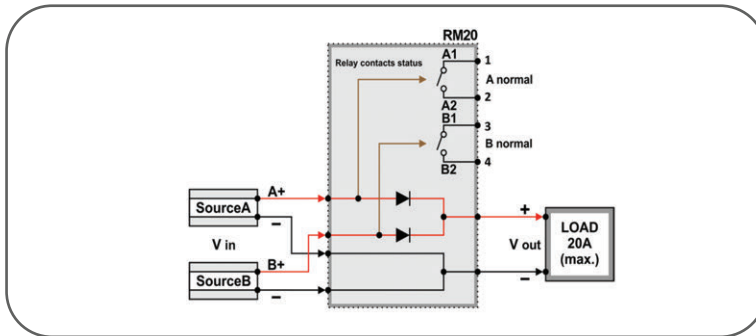 RM20
Relay contacts status
A1
1
A normal
A2
2
B1
3
B normal
B2
4
A+
SourceA
–
V in
B+
SourceB
–
+
V out
–
LOAD
20A
(max.)